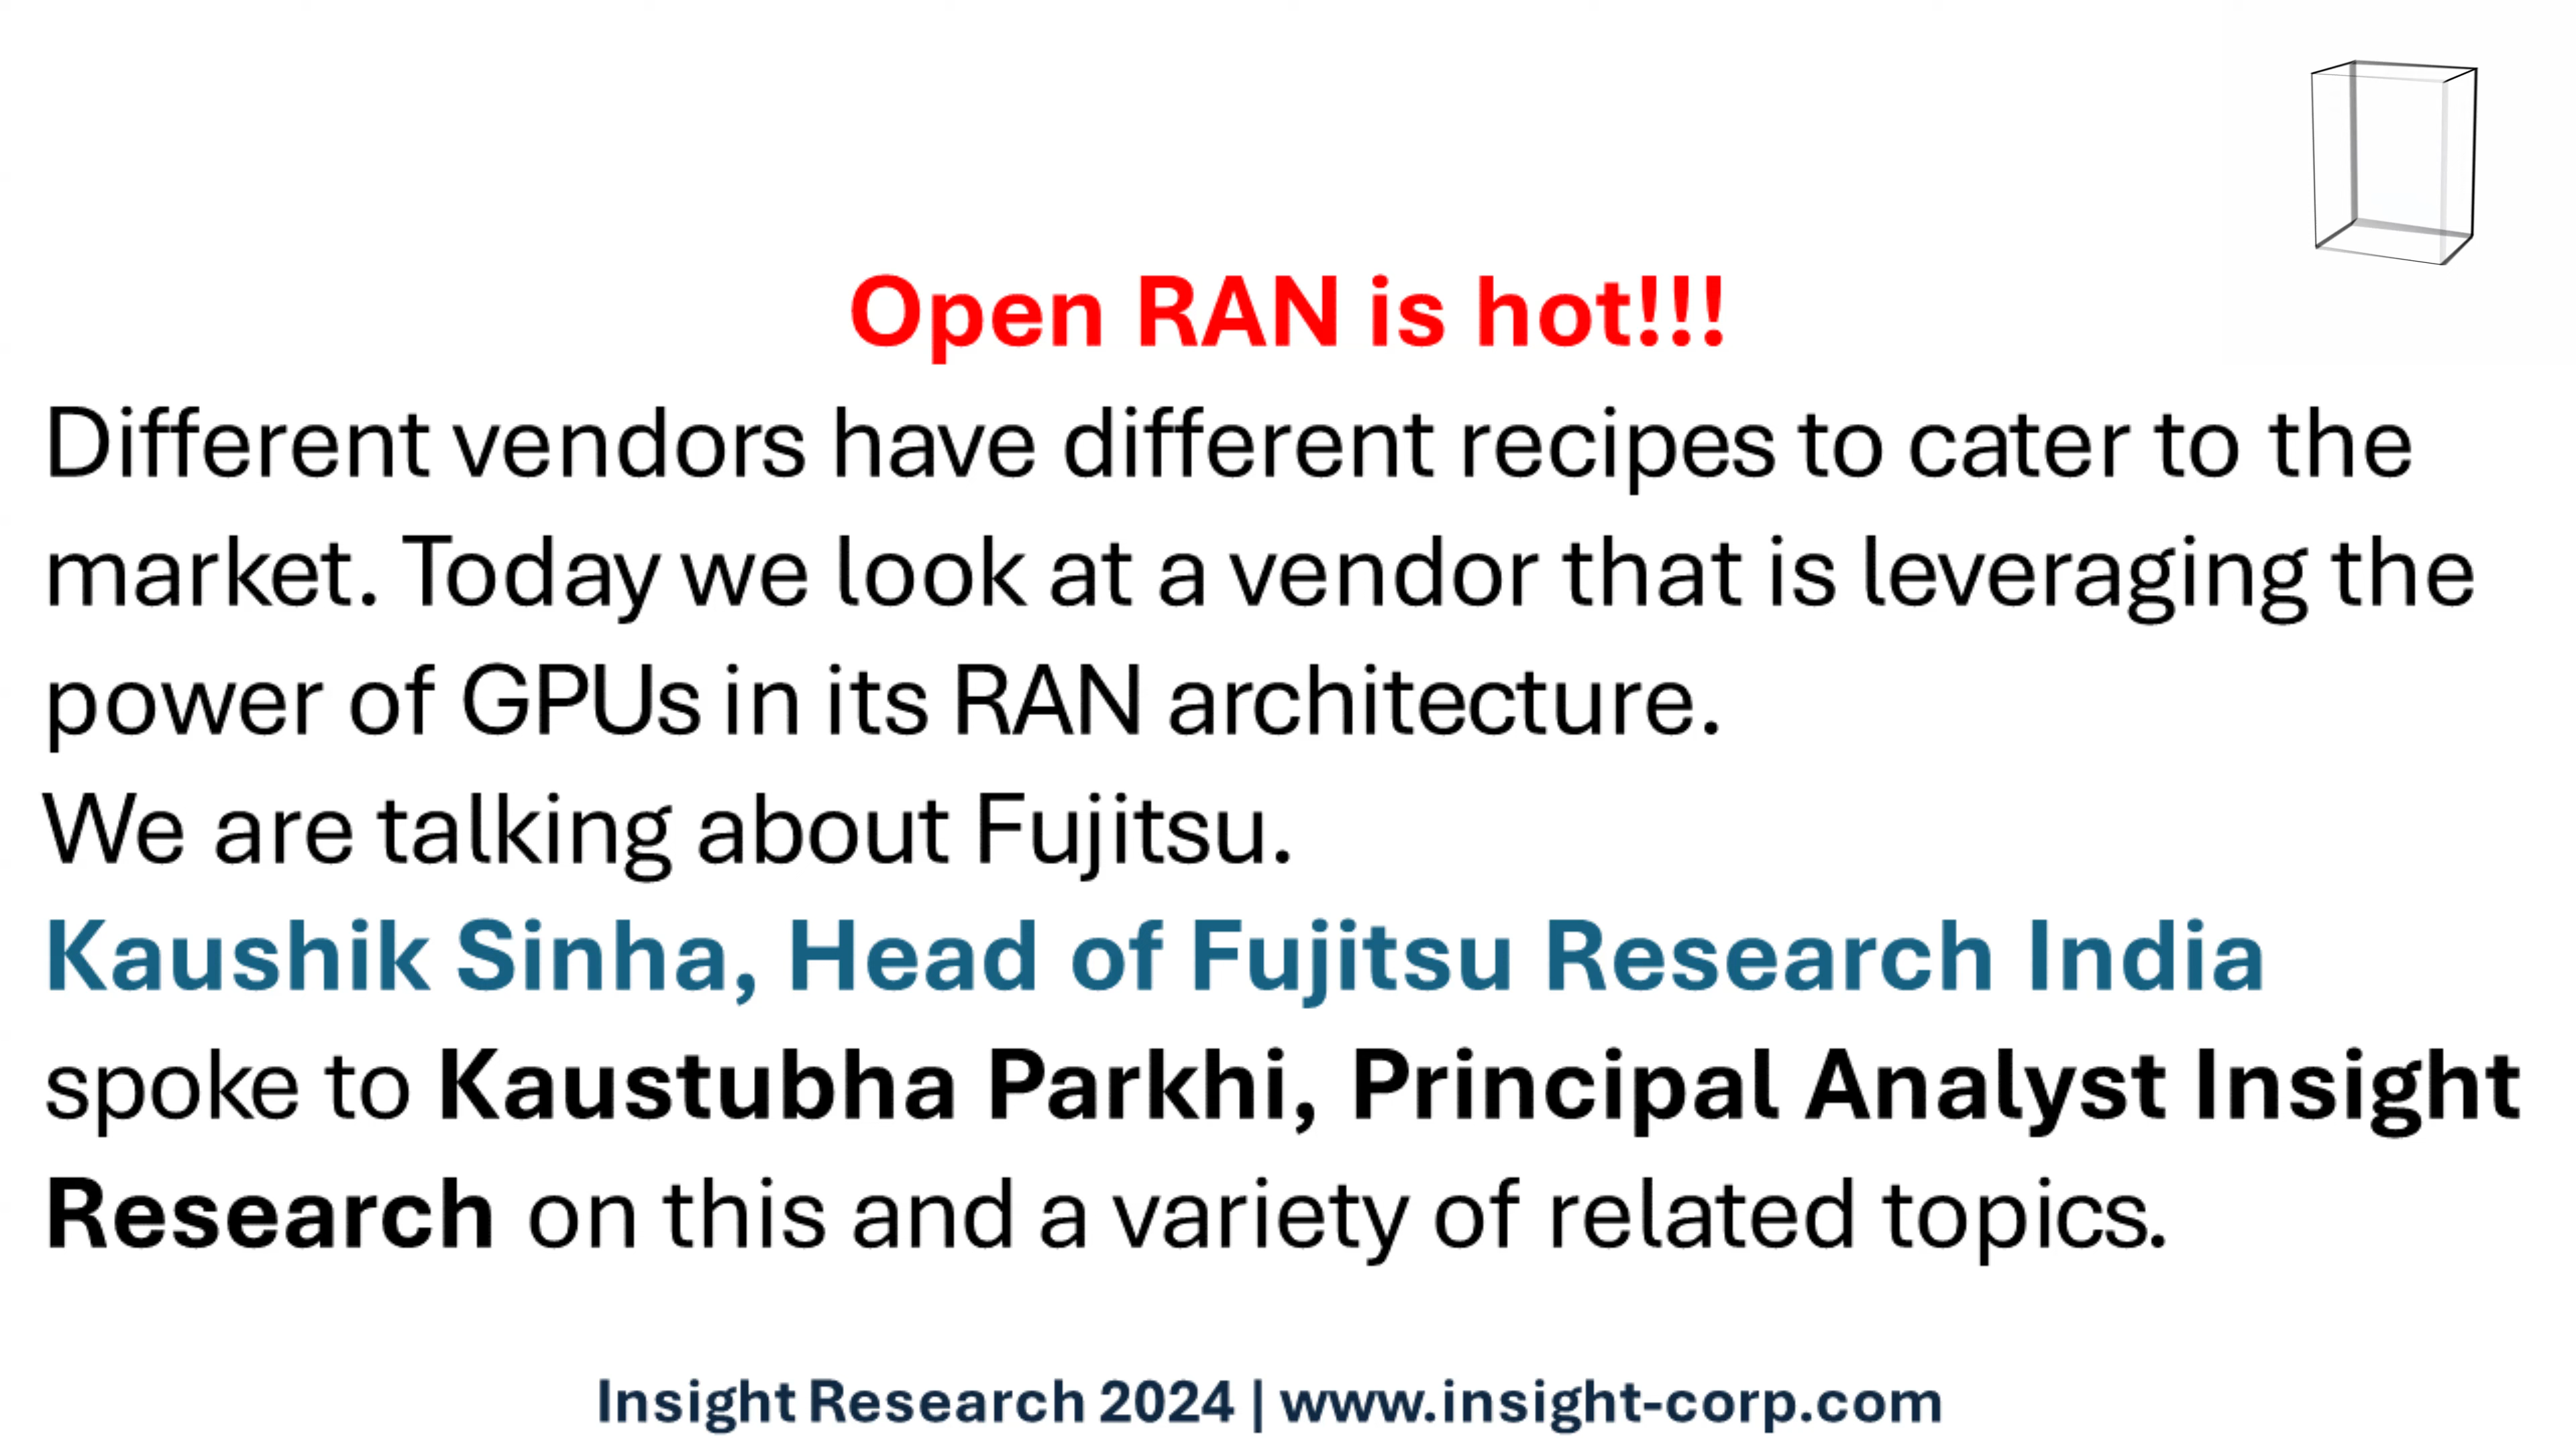 Open RAN is hot!!!
Different vendors have different recipes to cater to the
market. Today we look at a vendor that is leveraging the
power of GPUs in its RAN architecture.
We are talking about Fujitsu.
Kaushik Sinha, Head of Fujitsu Research India
spoke to Kaustubha Parkhi, Principal Analyst Insight
Research on this and a variety of related topics.
Insight Research 2024 | www.insight-corp.com